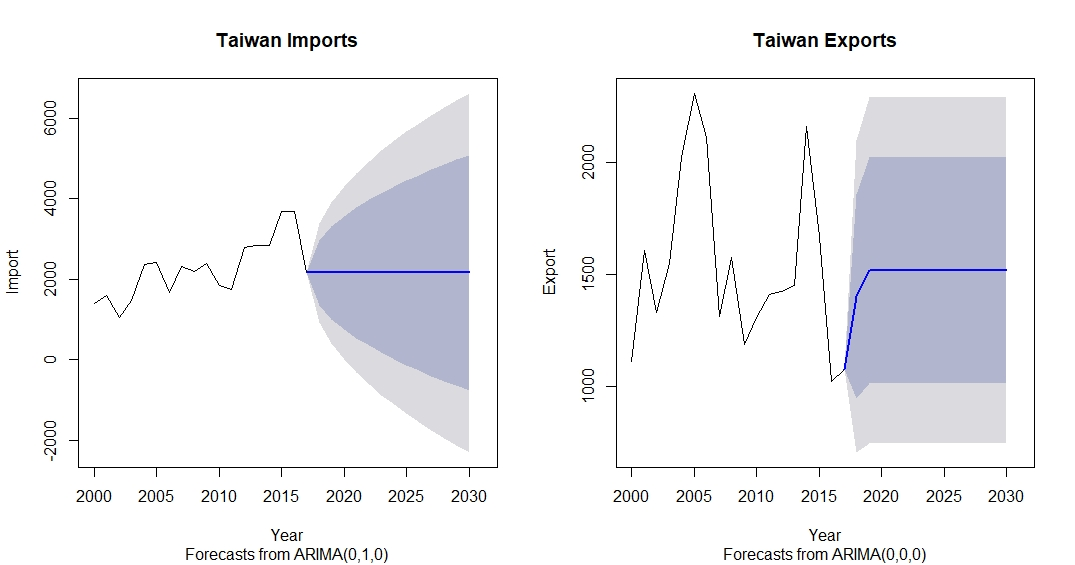 Taiwan Imports
Import
6000
4000
2000
0
-2000
2000 2005 2010 2015 2020 2025 2030
Year
Forecasts from ARIMA(0,1,0)
Taiwan Exports
Export
2000
1500
1000
2000 2005 2010 2015 2020 2025 2030
Year
Forecasts from ARIMA(0,0,0)